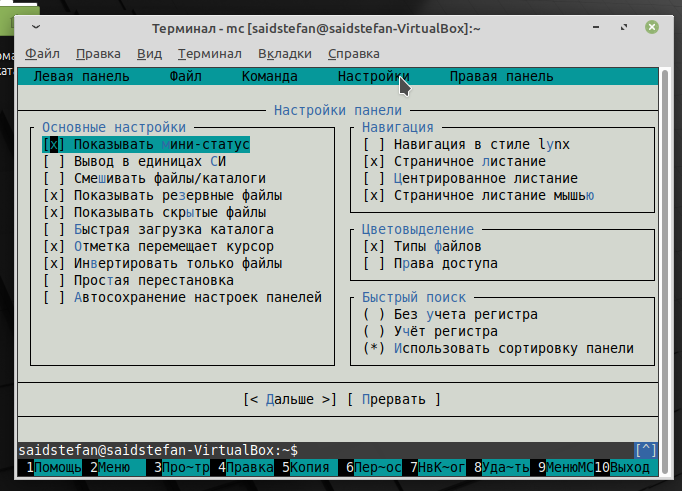 Терминал - mc [saidstefan@saidstefan-VirtualBox]:~
Файл Правка Вид Терминал Вкладки Справка
Левая панель Файл Команда Настройки Правая панель
Настройки панели
Основные настройки
[x] Показывать мини-статус
[ ] Вывод в единицах СИ
[ ] Смешивать файлы/каталоги
[x] Показывать резервные файлы
[x] Показывать скрытые файлы
[ ] Быстрая загрузка каталога
[x] Отметка перемещает курсор
[x] Инвертировать только файлы
[ ] Простая перестановка
[ ] Автосохранение настроек панелей
Навигация
[ ] Навигация в стиле lynx
[x] Страничное листание
[ ] Центрированное листание
[x] Страничное листание мышью
Цветовыделение
[x] Типы файлов
[ ] Права доступа
Быстрый поиск
( ) Без учета регистра
( ) Учёт регистра
(*) Использовать сортировку панели
[< Дальше >] [ Прервать ]
saidstefan@saidstefan-VirtualBox:~$ [^]
1Помощь 2Меню 3Про~тр 4Правка 5Копия 6Пер~ос 7НвК~ог 8Уда~ть 9МенюMC 10Выход